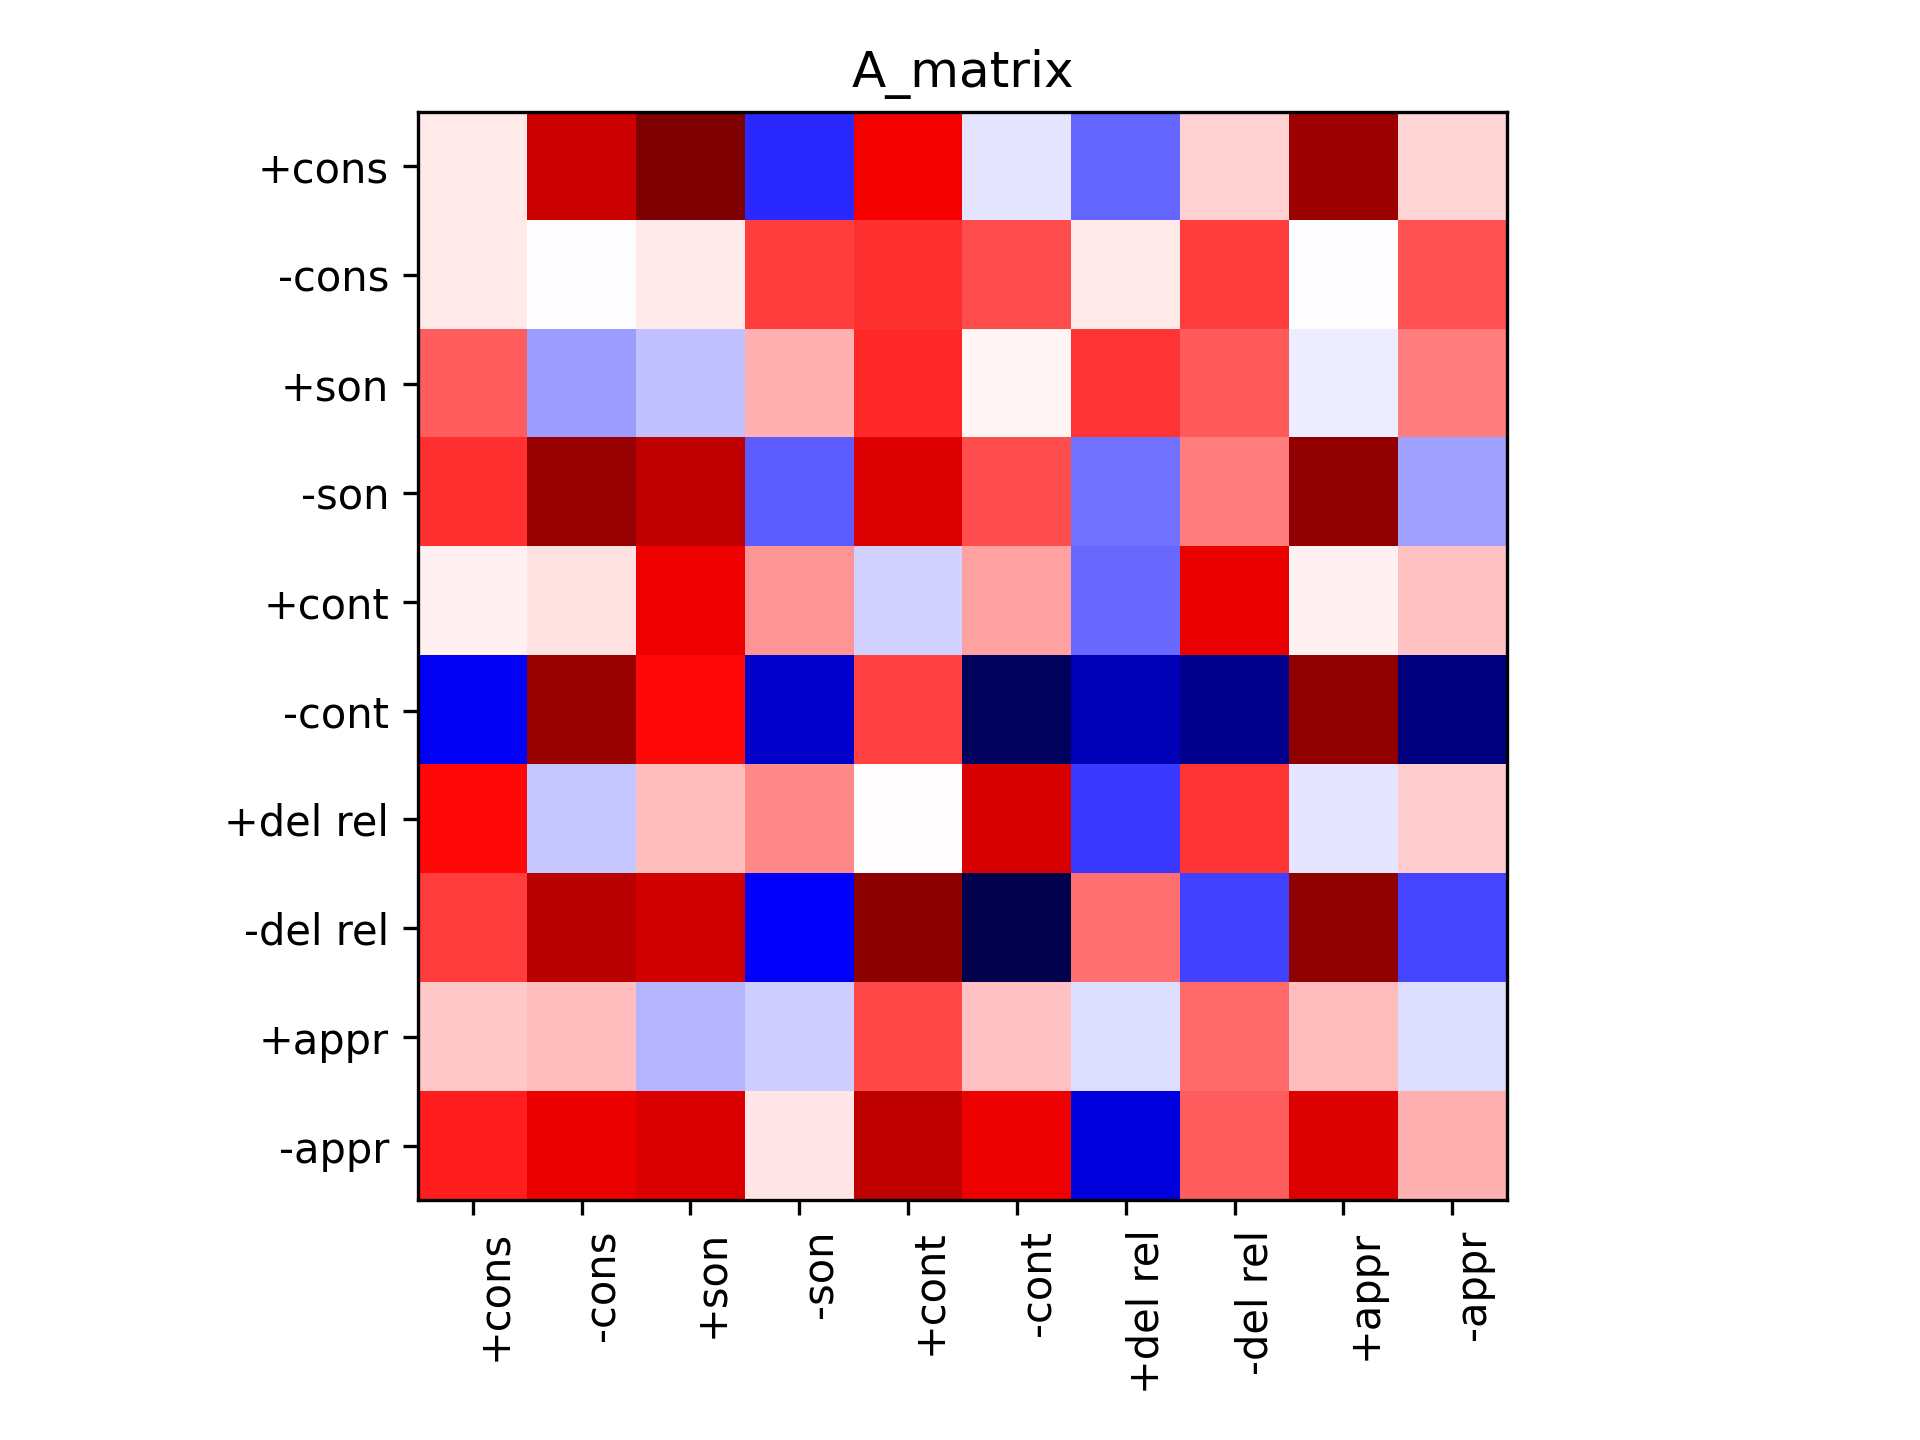 A_matrix
+cons
-cons
+son
-son
+cont
-cont
+del rel
-del rel
+appr
-appr
+cons
-cons
+son
-son
+cont
-cont
+del rel
-del rel
+appr
-appr